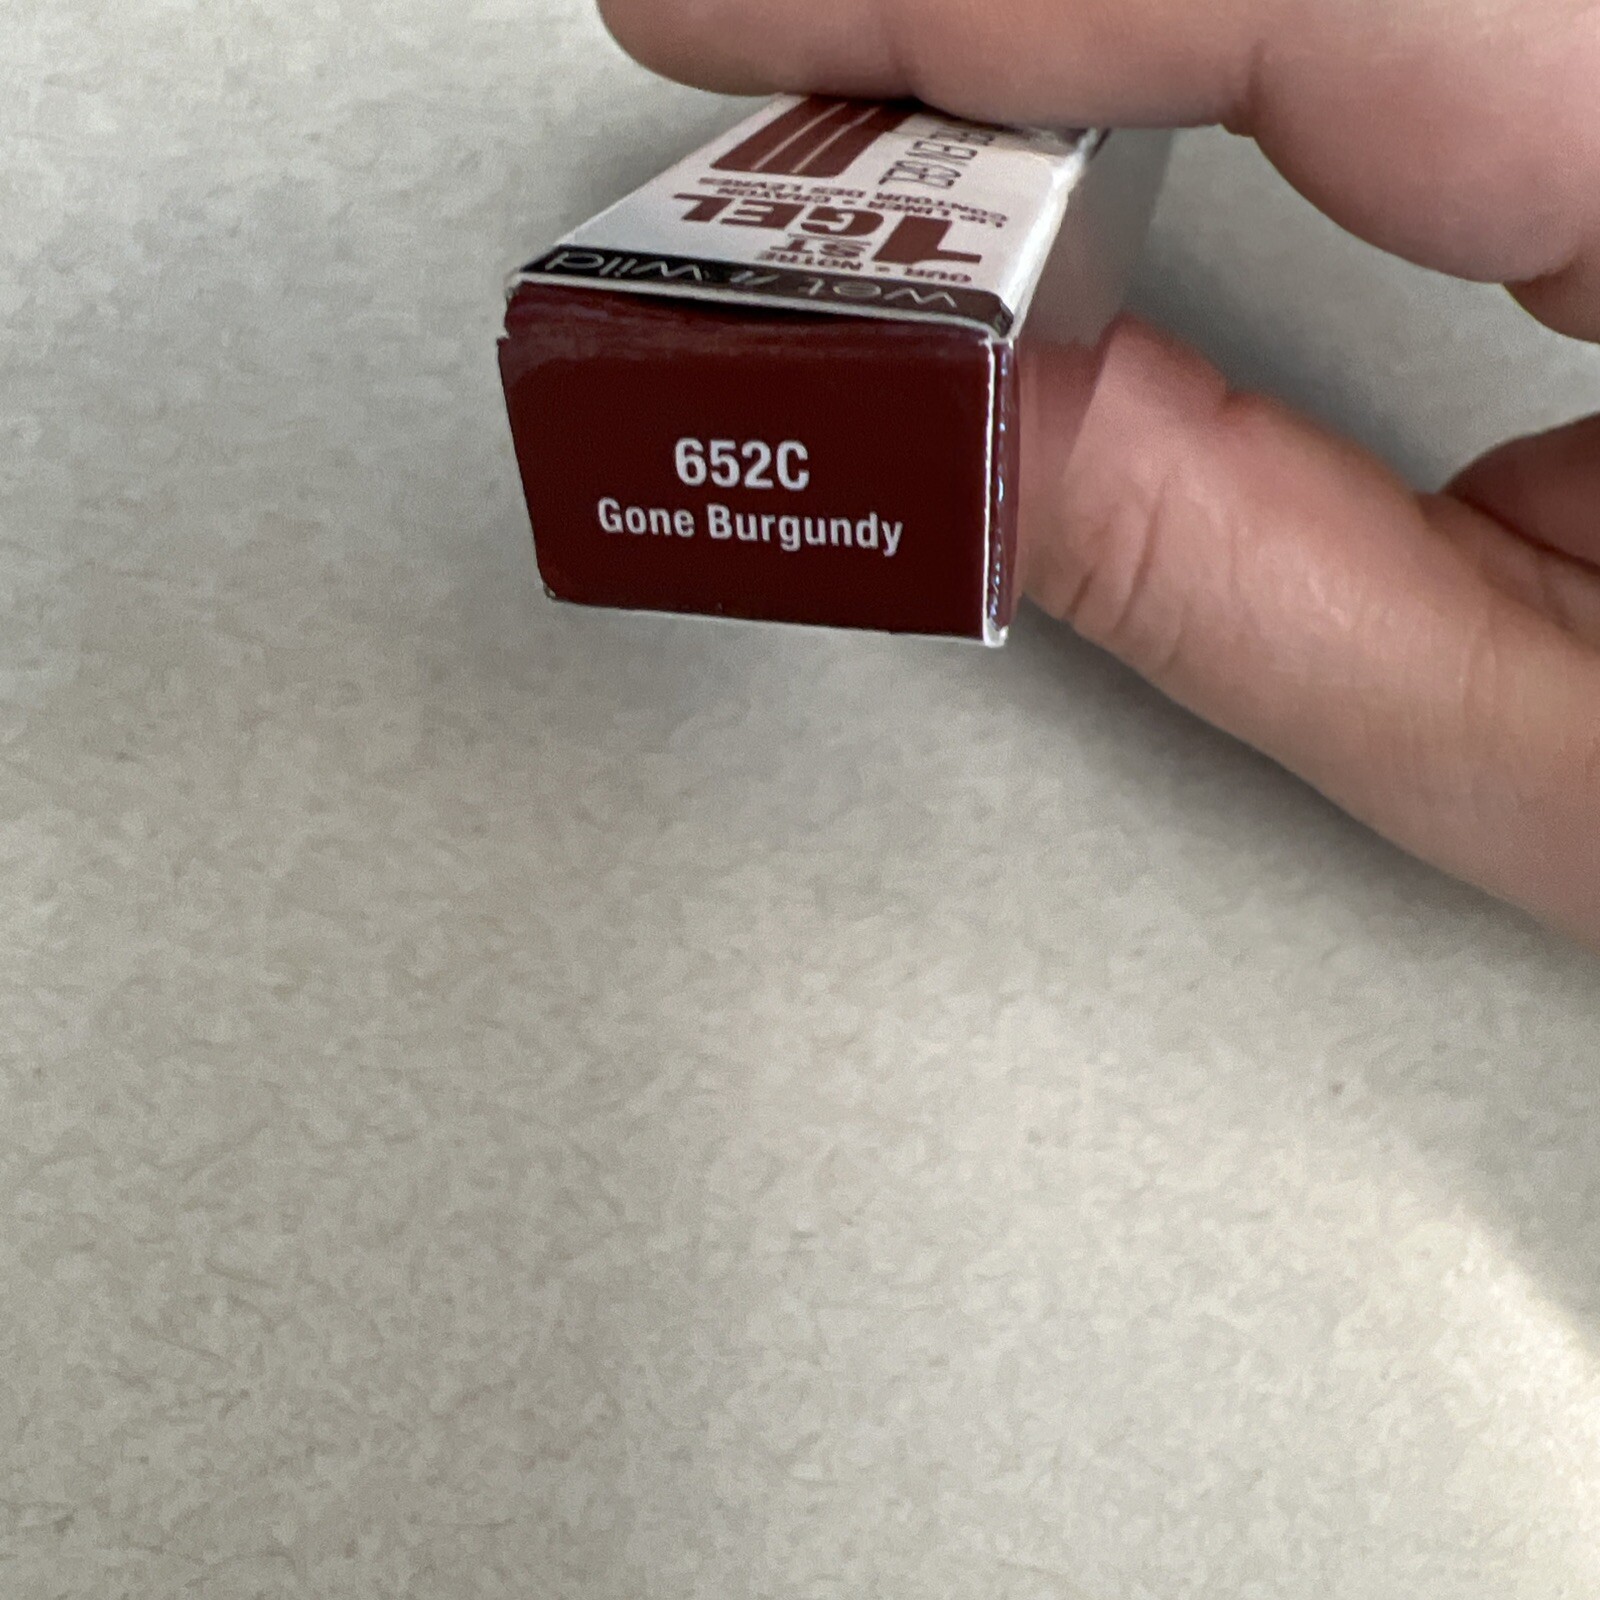 652C
Gone Burgundy
wet n wild
OUR • NOTRE
1ST
GEL
LIP LINER • CRAYON
CONTOUR DES LÈVRES